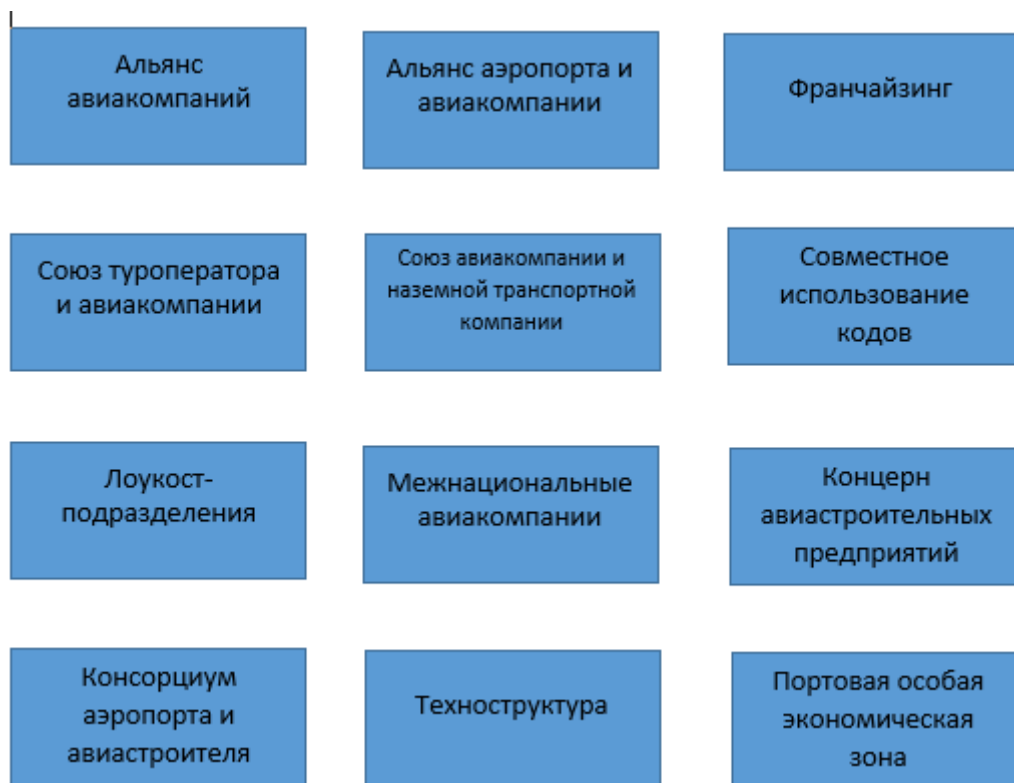 Альянс
авиакомпаний
Альянс аэропорта и
авиакомпании
Франчайзинг
Союз туроператора
и авиакомпании
Союз авиакомпании и
наземной транспортной
компании
Совместное
использование
кодов
Лоукост-
подразделения
Межнациональные
авиакомпании
Концерн
авиастроительных
предприятий
Консорциум
аэропорта и
авиастроителя
Техноструктура
Портовая особая
экономическая
зона